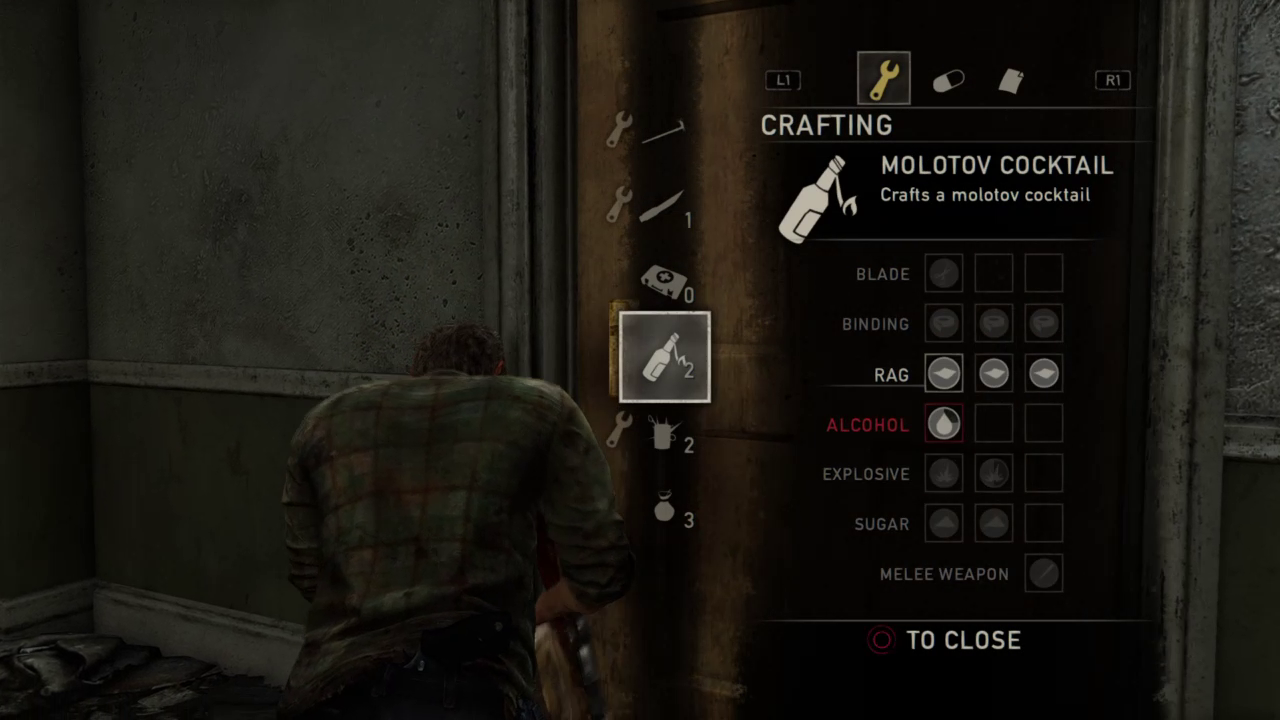 L1
R1
CRAFTING
MOLOTOV COCKTAIL
Crafts a molotov cocktail
1
0
2
2
3
BLADE
BINDING
RAG
ALCOHOL
EXPLOSIVE
SUGAR
MELEE WEAPON
TO CLOSE